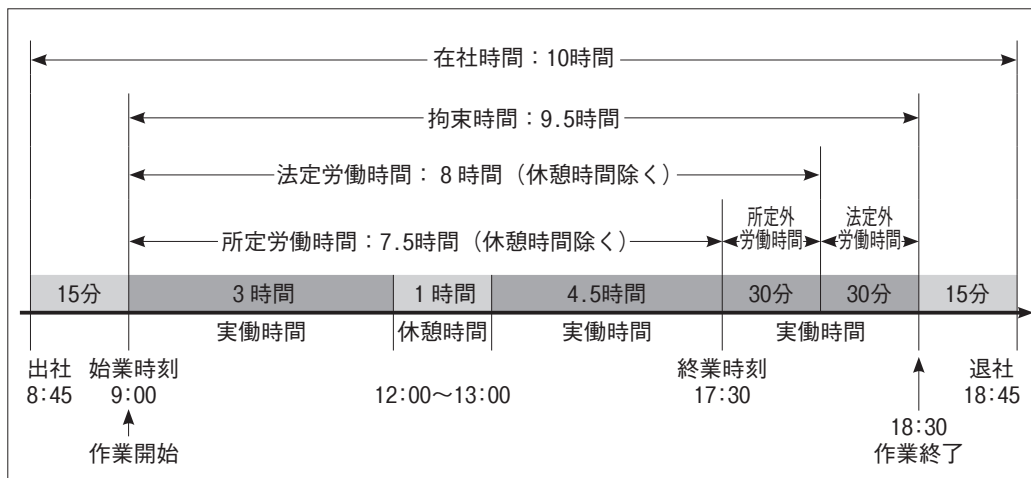 在社時間：10時間
拘束時間：9.5時間
法定労働時間：８時間（休憩時間除く）
所定労働時間：7.5時間（休憩時間除く）
所定外
労働時間
法定外
労働時間
15分
３時間
１時間
4.5時間
30分
30分
15分
実働時間
休憩時間
実働時間
実働時間
出社
8：45
始業時刻
9：00
作業開始
12：00～13：00
終業時刻
17：30
18：30
作業終了
退社
18：45